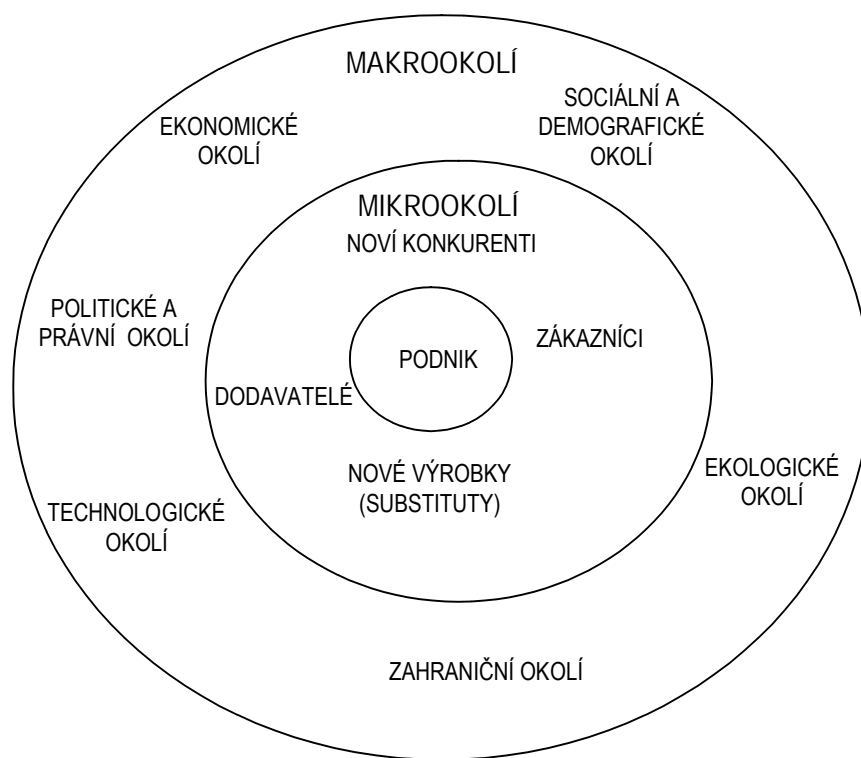 MAKROOKOLÍ
SOCIÁLNÍ A
DEMOGRAFICKÉ
OKOLÍ
EKONOMICKÉ
OKOLÍ
MIKROOKOLÍ
NOVÍ KONKURENTI
POLITICKÉ A
PRÁVNÍ OKOLÍ
ZÁKAZNÍCI
PODNIK
DODAVATELÉ
NOVÉ VÝROBKY
(SUBSTITUTY)
EKOLOGICKÉ
OKOLÍ
TECHNOLOGICKÉ
OKOLÍ
ZAHRANIČNÍ OKOLÍ